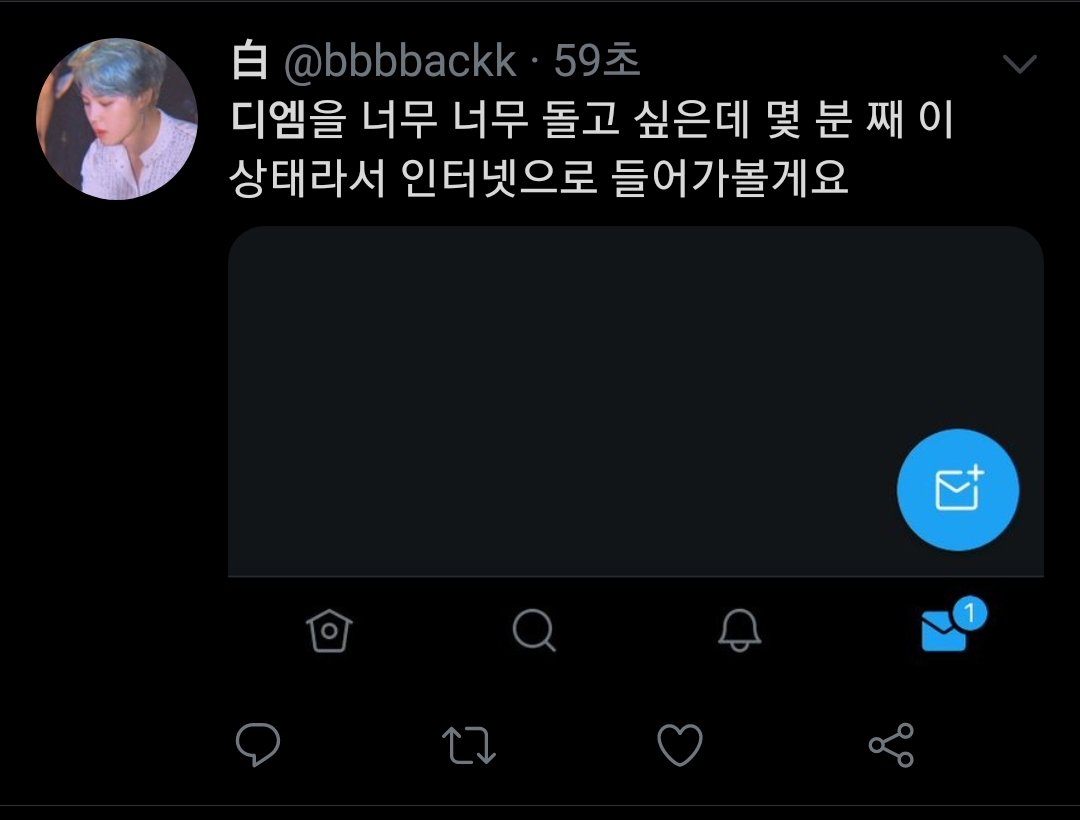 白 @bbbbackk · 59초
디엠을 너무 너무 돌고 싶은데 몇 분 째 이
상태라서 인터넷으로 들어가볼게요
1